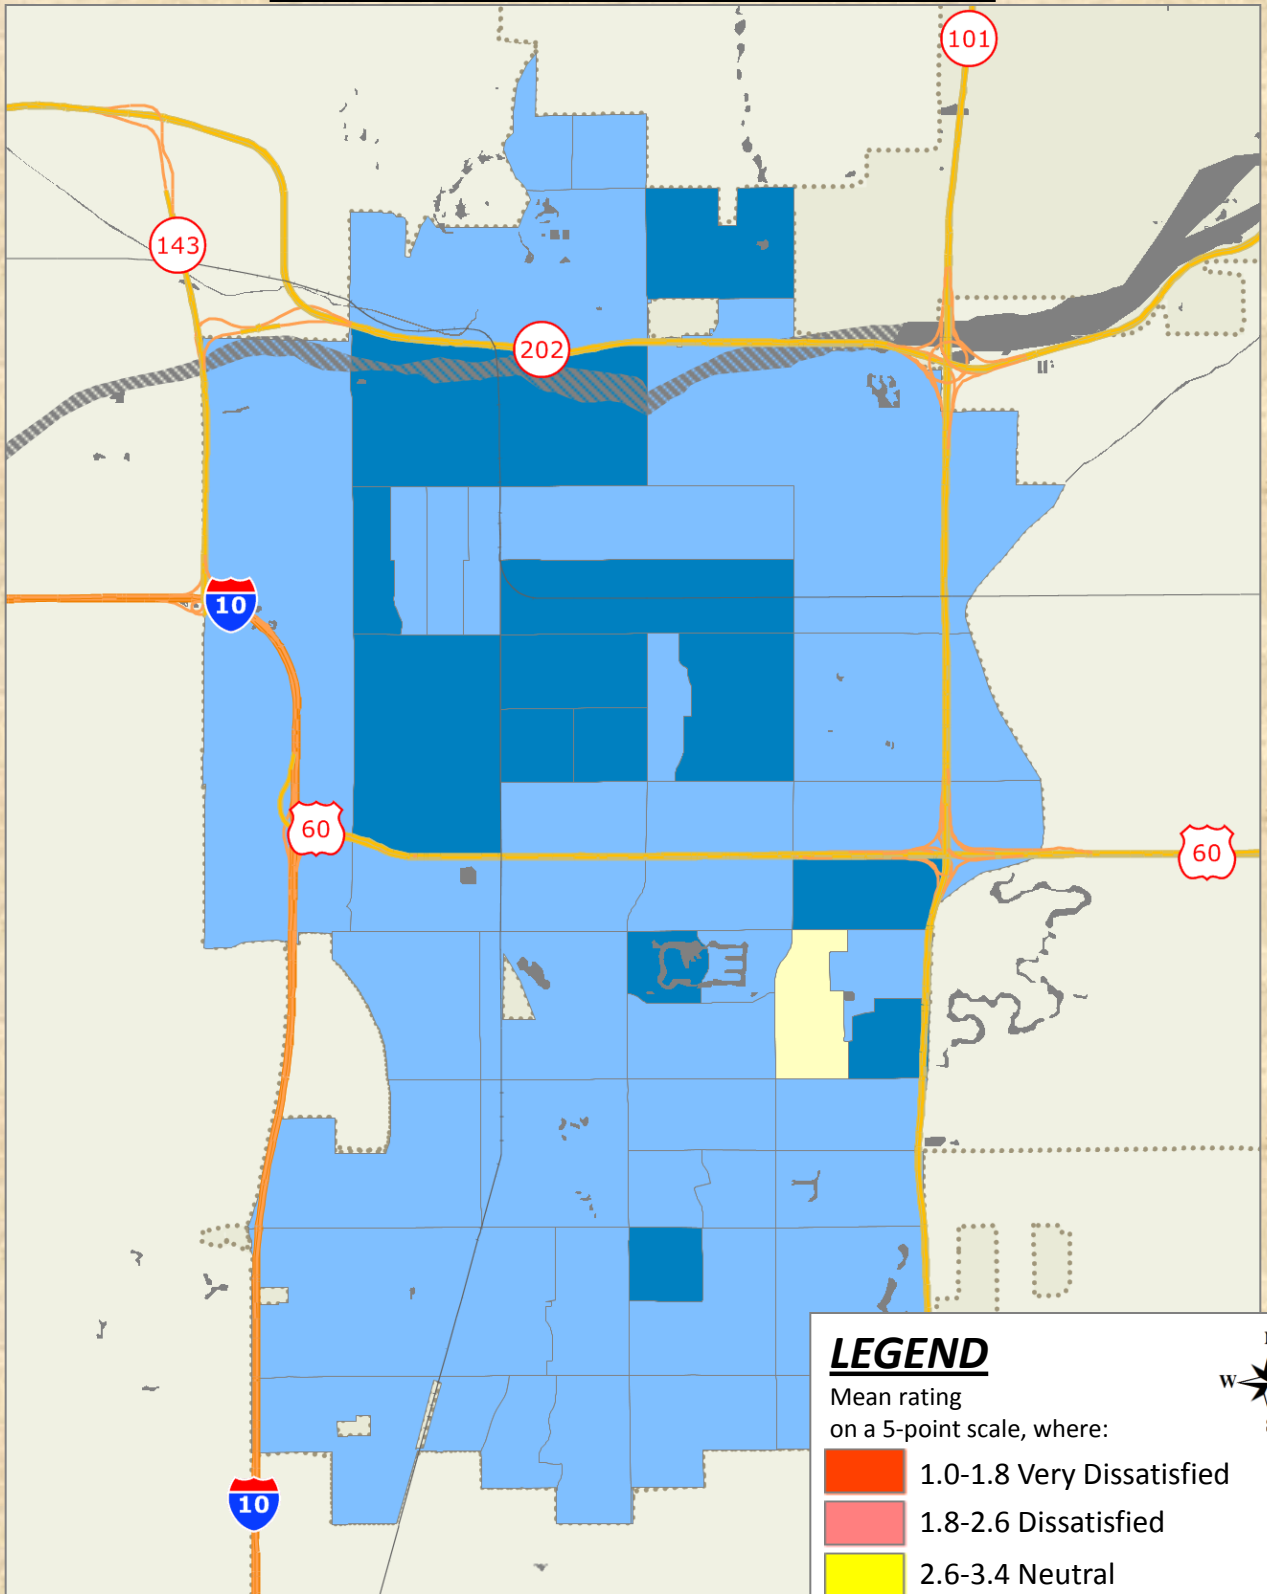 101
143
202
10
60
60
10
LEGEND
W
Mean rating
on a 5-point scale, where:
1.0-1.8 Very Dissatisfied
1.8-2.6 Dissatisfied
2.6-3.4 Neutral